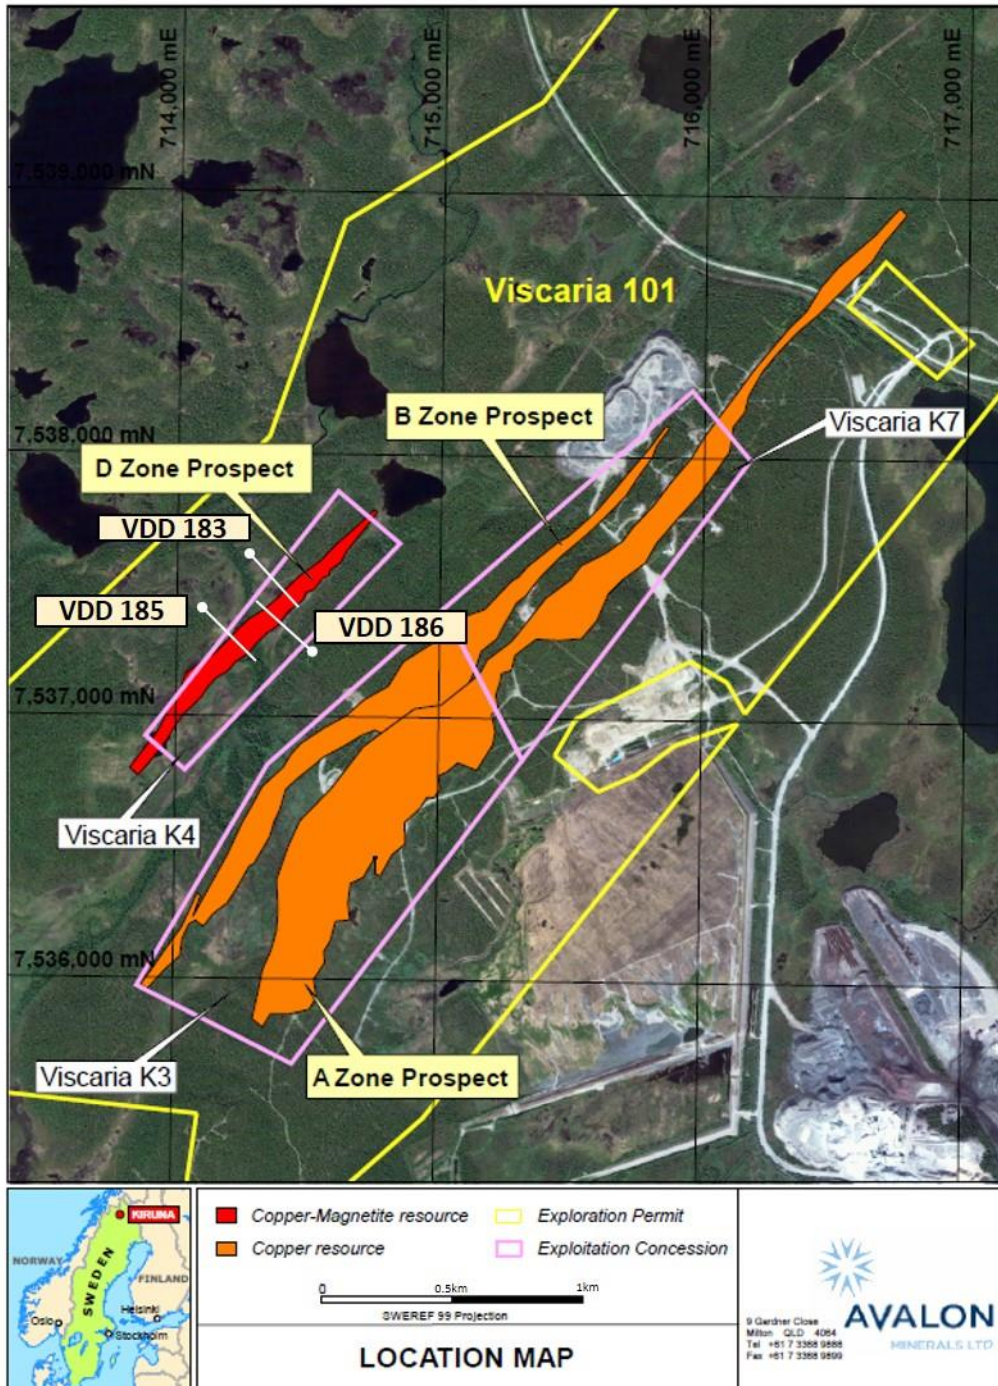 714,000 mE
715,000 mE
716,000 mE
717,000 mE
7,539,000 mN
Viscaria 101
B Zone Prospect
Viscaria K7
7,538,000 mN
D Zone Prospect
VDD 183
VDD 185
VDD 186
7,537,000 mN
Viscaria K4
7,536,000 mN
Viscaria K3
A Zone Prospect
KIRUNA
NORWAY
SWEDEN
FINLAND
Helsinki
Oslo
Stockholm
Copper-Magnetite resource
Exploration Permit
Copper resource
Exploitation Concession
0 0.5km 1km
SWEREF 99 Projection
LOCATION MAP
AVALON
MINERALS LTD
9 Gardner Close
Milton QLD 4064
Tel +61 7 3368 9888
Fax +61 7 3368 9899